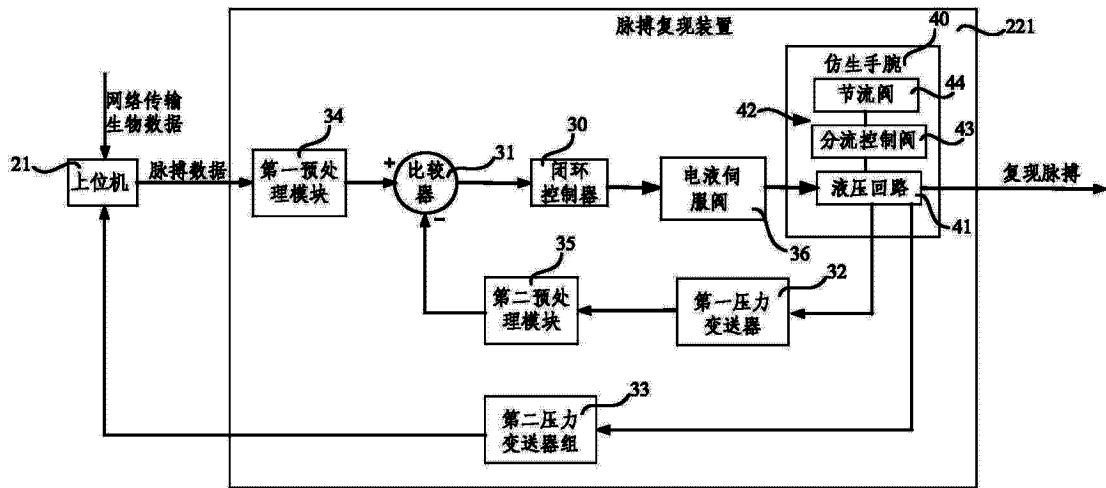 脉搏复现装置
221
40
仿生手腕
44
节流阀
42
43
分流控制阀
网络传输
生物数据
34
30
21
上位机
脉搏数据
第一预处
理模块
+
比较
器
31
−
闭环
控制器
电液伺
服阀
36
液压回路
41
复现脉搏
35
第二预处
理模块
32
第一压力
变送器
33
第二压力
变送器组